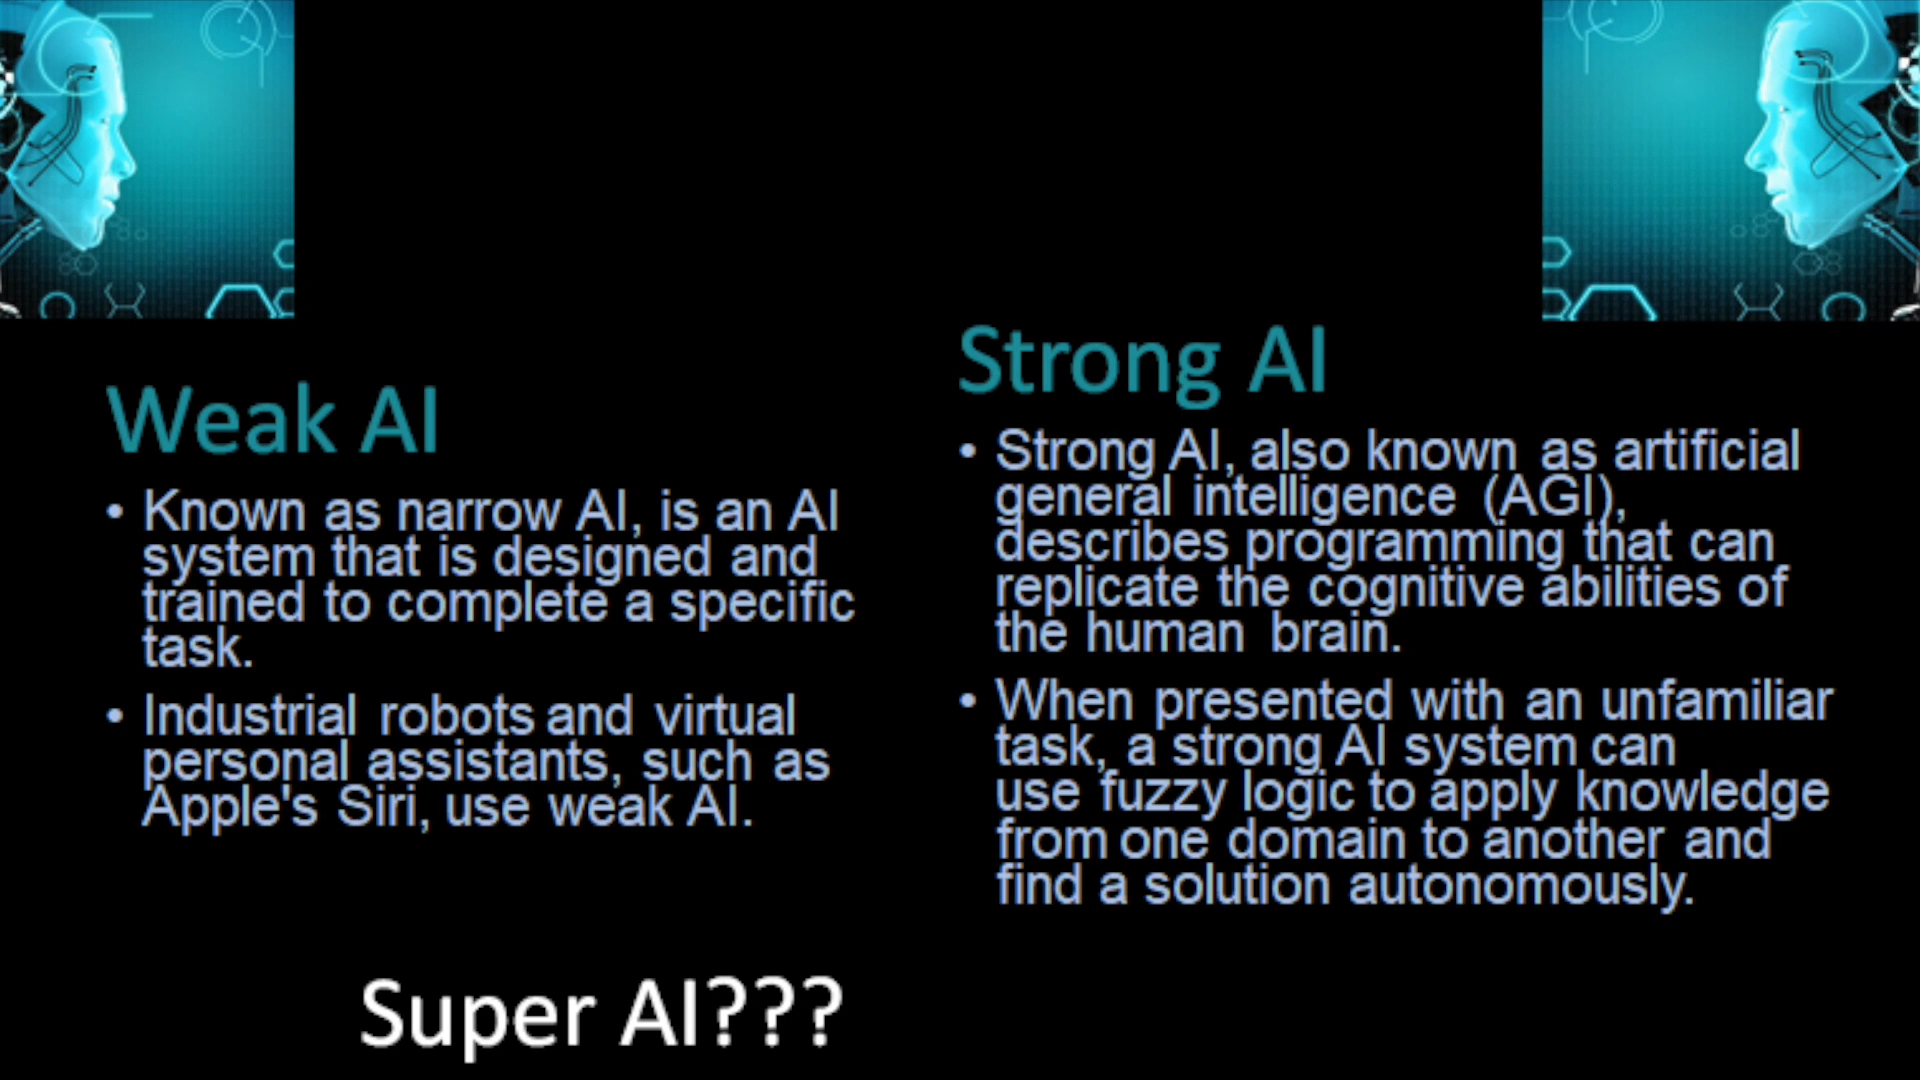 Weak AI
• Known as narrow AI, is an AI
system that is designed and
trained to complete a specific
task.
• Industrial robots and virtual
personal assistants, such as
Apple's Siri, use weak AI.
Strong AI
• Strong AI, also known as artificial
general intelligence (AGI),
describes programming that can
replicate the cognitive abilities of
the human brain.
• When presented with an unfamiliar
task, a strong AI system can
use fuzzy logic to apply knowledge
from one domain to another and
find a solution autonomously.
Super AI???